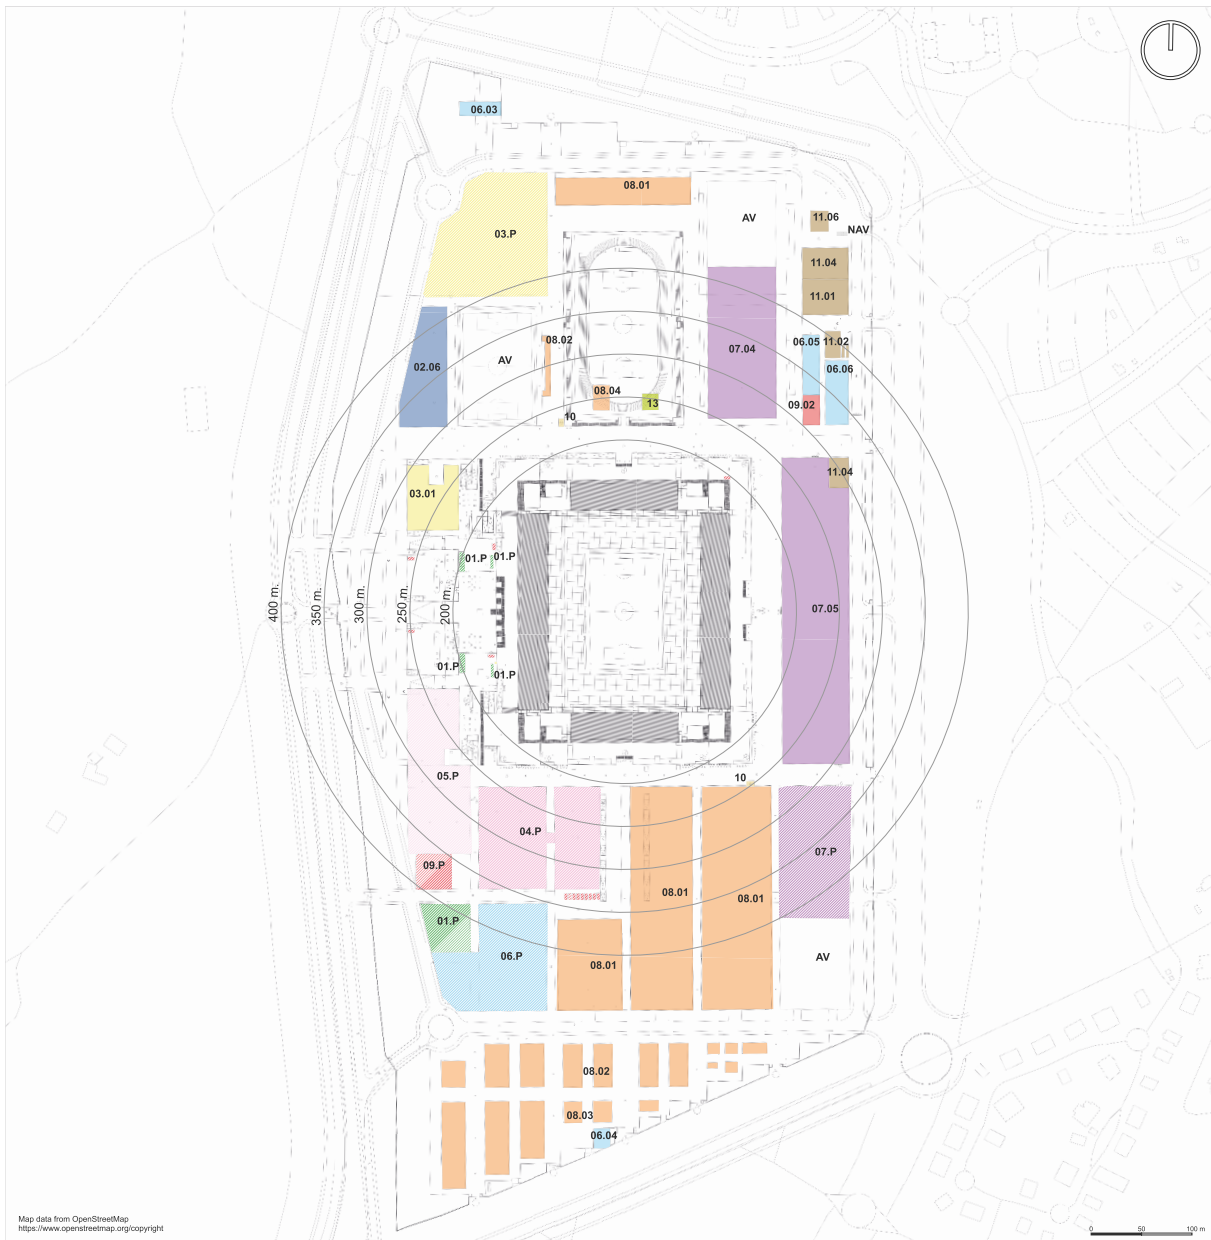 06.03
08.01
11.06
AV
NAV
03.P
11.04
11.01
08.02
06.05
11.02
07.04
AV
02.06
06.06
08.04
13
09.02
10
11.04
03.01
01.P
01.P
400 m.
350 m.
300 m.
250 m.
200 m.
07.05
01.P
01.P
05.P
10
04.P
07.P
09.P
08.01
08.01
01.P
06.P
08.01
AV
08.02
08.03
06.04
Map data from OpenStreetMap
https://www.openstreetmap.org/copyright
0 50 100 m